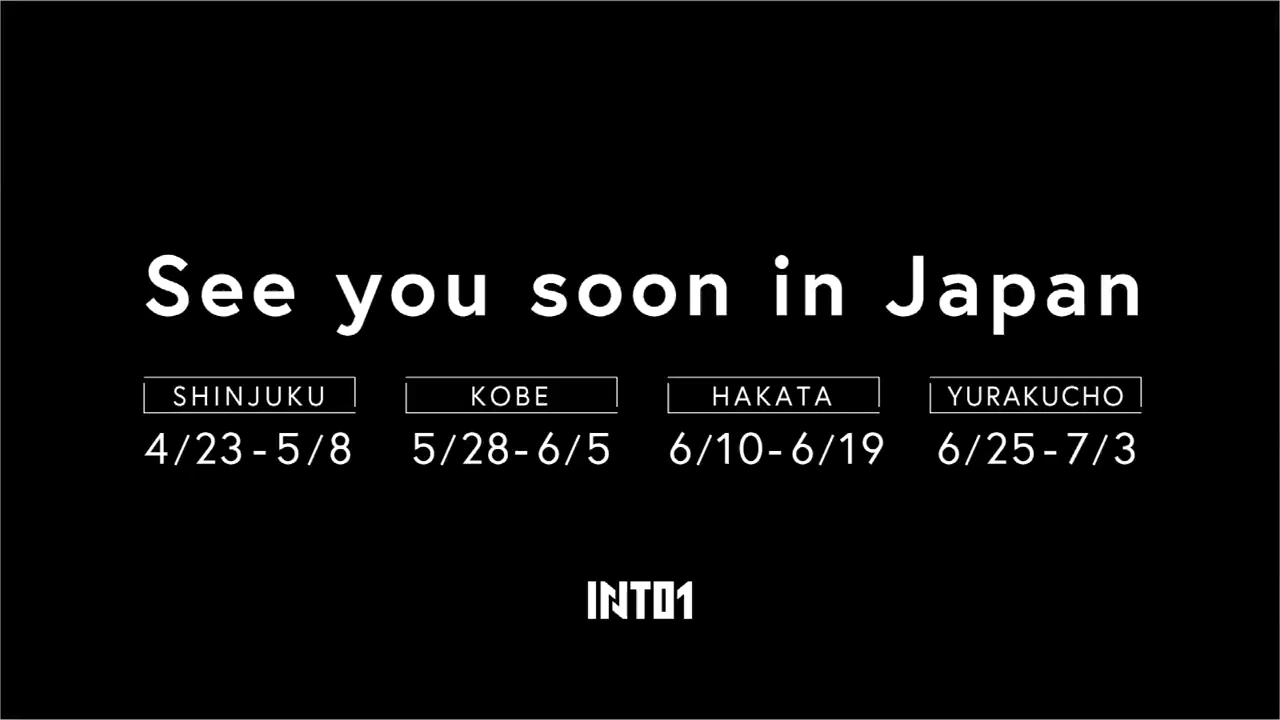 See you soon in Japan
SHINJUKU KOBE HAKATA YURAKUCHO
4/23-5/8 5/28-6/5 6/10-6/19 6/25-7/3
INTO1